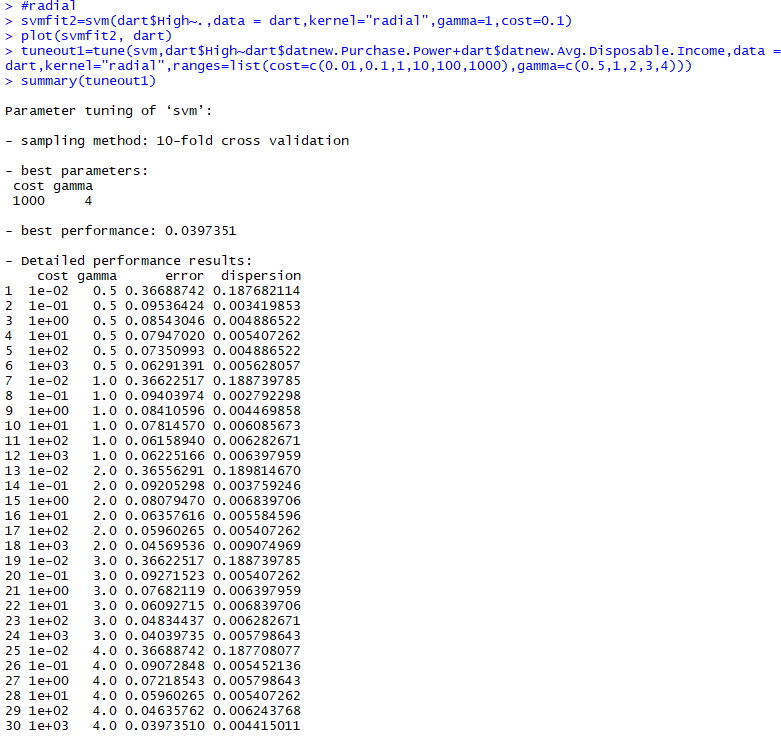 > #radial
> svmfit2=svm(dart$High~.,data = dart,kernel="radial",gamma=1,cost=0.1)
> plot(svmfit2, dart)
> tuneout1=tune(svm,dart$High~dart$datnew.Purchase.Power+dart$datnew.Avg.Disposable.Income,data =
dart,kernel="radial",ranges=list(cost=c(0.01,0.1,1,10,100,1000),gamma=c(0.5,1,2,3,4)))
> summary(tuneout1)
Parameter tuning of ‘svm’:
- sampling method: 10-fold cross validation
- best parameters:
cost gamma
1000 4
- best performance: 0.0397351
- Detailed performance results:
cost gamma error dispersion
1 1e-02 0.5 0.36688742 0.187682114
2 1e-01 0.5 0.09536424 0.003419853
3 1e+00 0.5 0.08543046 0.004886522
4 1e+01 0.5 0.07947020 0.005407262
5 1e+02 0.5 0.07350993 0.004886522
6 1e+03 0.5 0.06291391 0.005628057
7 1e-02 1.0 0.36622517 0.188739785
8 1e-01 1.0 0.09403974 0.002792298
9 1e+00 1.0 0.08410596 0.004469858
10 1e+01 1.0 0.07814570 0.006085673
11 1e+02 1.0 0.06158940 0.006282671
12 1e+03 1.0 0.06225166 0.006397959
13 1e-02 2.0 0.36556291 0.189814670
14 1e-01 2.0 0.09205298 0.003759246
15 1e+00 2.0 0.08079470 0.006839706
16 1e+01 2.0 0.06357616 0.005584596
17 1e+02 2.0 0.05960265 0.005407262
18 1e+03 2.0 0.04569536 0.009074969
19 1e-02 3.0 0.36622517 0.188739785
20 1e-01 3.0 0.09271523 0.005407262
21 1e+00 3.0 0.07682119 0.006397959
22 1e+01 3.0 0.06092715 0.006839706
23 1e+02 3.0 0.04834437 0.006282671
24 1e+03 3.0 0.04039735 0.005798643
25 1e-02 4.0 0.36688742 0.187708077
26 1e-01 4.0 0.09072848 0.005452136
27 1e+00 4.0 0.07218543 0.005798643
28 1e+01 4.0 0.05960265 0.005407262
29 1e+02 4.0 0.04635762 0.006243768
30 1e+03 4.0 0.03973510 0.004415011